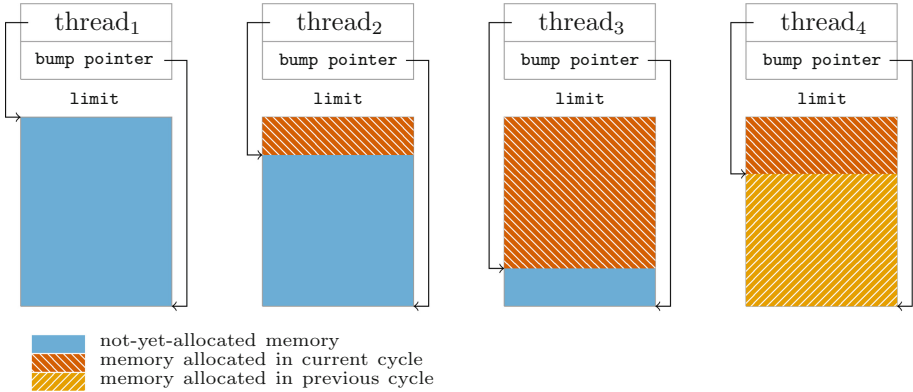 thread1 thread2 thread3 thread4
bump pointer bump pointer bump pointer bump pointer
limit limit limit limit
not-yet-allocated memory
memory allocated in current cycle
memory allocated in previous cycle